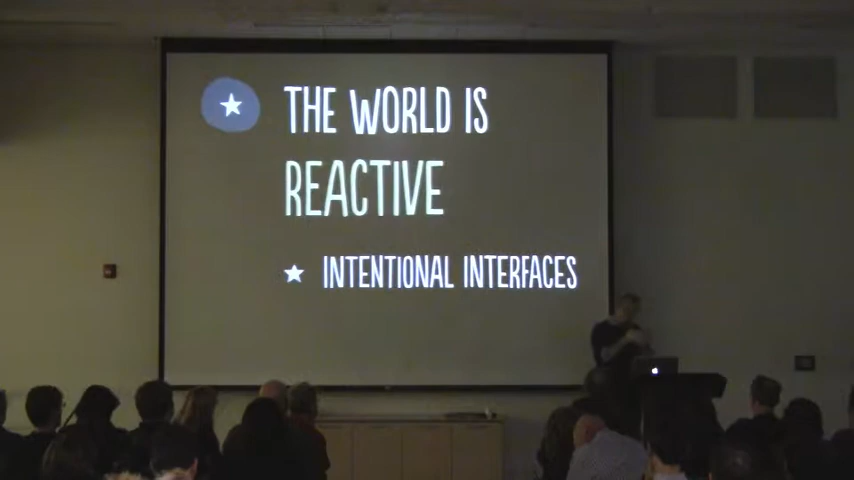 THE WORLD IS
REACTIVE
INTENTIONAL INTERFACES